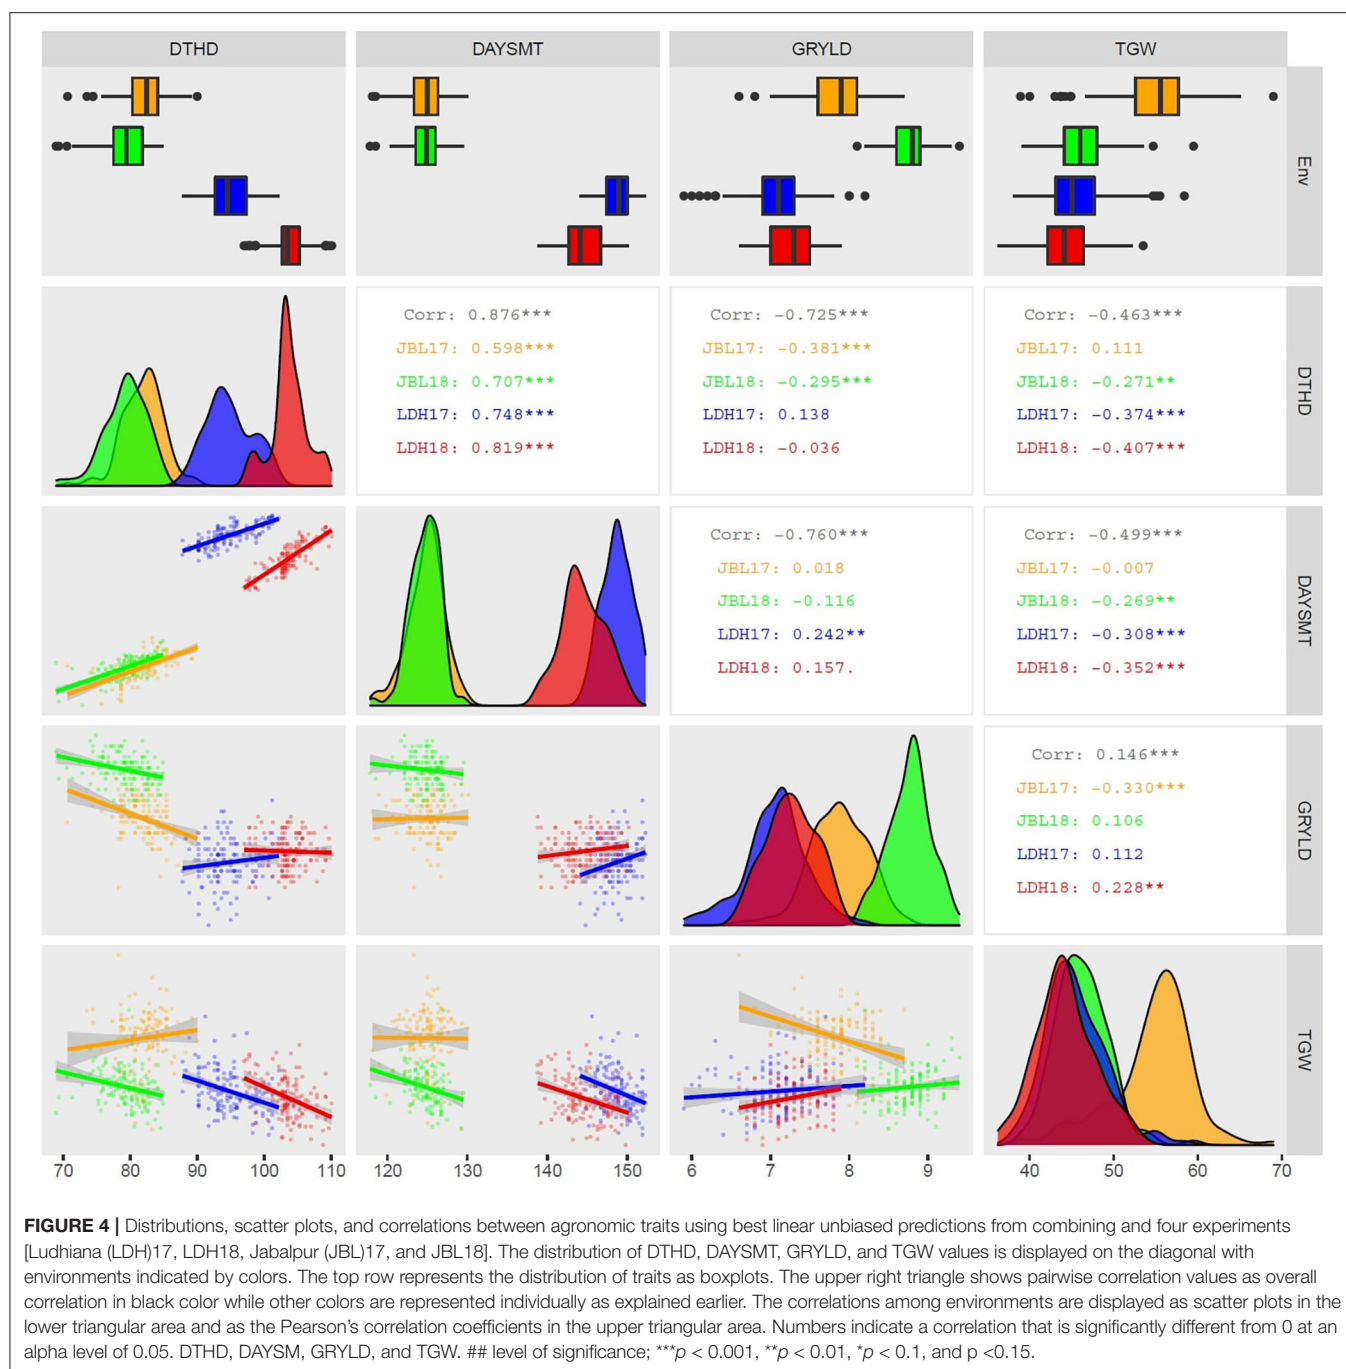 DTHD DAYSMT GRYLD TGW
Env
Corr: 0.876***
JBL17: 0.598***
JBL18: 0.707***
LDH17: 0.748***
LDH18: 0.819***
Corr: -0.725***
JBL17: -0.381***
JBL18: -0.295***
LDH17: 0.138
LDH18: -0.036
Corr: -0.463***
JBL17: 0.111
JBL18: -0.271**
LDH17: -0.374***
LDH18: -0.407***
DTHD
Corr: -0.760***
JBL17: 0.018
JBL18: -0.116
LDH17: 0.242**
LDH18: 0.157.
Corr: -0.499***
JBL17: -0.007
JBL18: -0.269**
LDH17: -0.308***
LDH18: -0.352***
DAYSMT
Corr: 0.146***
JBL17: -0.330***
JBL18: 0.106
LDH17: 0.112
LDH18: 0.228**
GRYLD
TGW
70 80 90 100 110 120 130 140 150 6 7 8 9 40 50 60 70
FIGURE 4 | Distributions, scatter plots, and correlations between agronomic traits using best linear unbiased predictions from combining and four experiments
[Ludhiana (LDH)17, LDH18, Jabalpur (JBL)17, and JBL18]. The distribution of DTHD, DAYSMT, GRYLD, and TGW values is displayed on the diagonal with
environments indicated by colors. The top row represents the distribution of traits as boxplots. The upper right triangle shows pairwise correlation values as overall
correlation in black color while other colors are represented individually as explained earlier. The correlations among environments are displayed as scatter plots in the
lower triangular area and as the Pearson's correlation coefficients in the upper triangular area. Numbers indicate a correlation that is significantly different from 0 at an
alpha level of 0.05. DTHD, DAYSM, GRYLD, and TGW. ## level of significance; ***p < 0.001, **p < 0.01, *p < 0.1, and p <0.15.